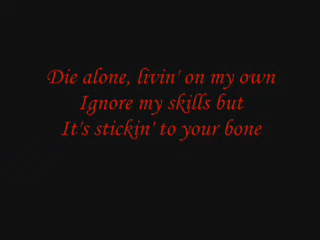 Die alone, livin' on my own
Ignore my skills but
It's stickin' to your bone